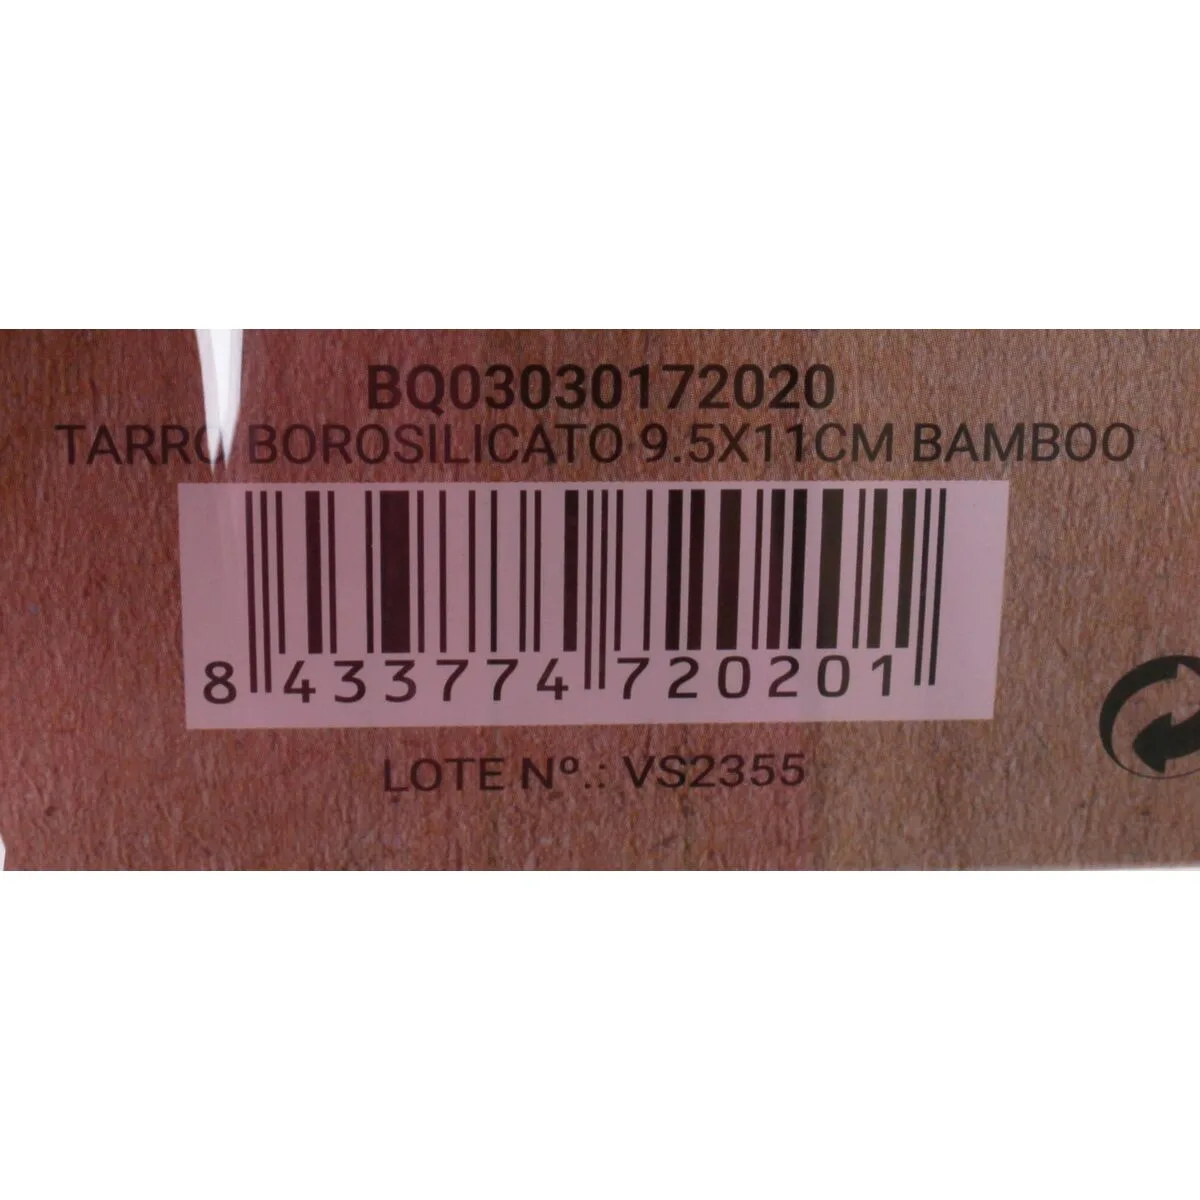 BQ03030172020
TARRO BOROSILICATO 9.5X11CM BAMBOO
8 433774 720201
LOTE Nº.: VS2355